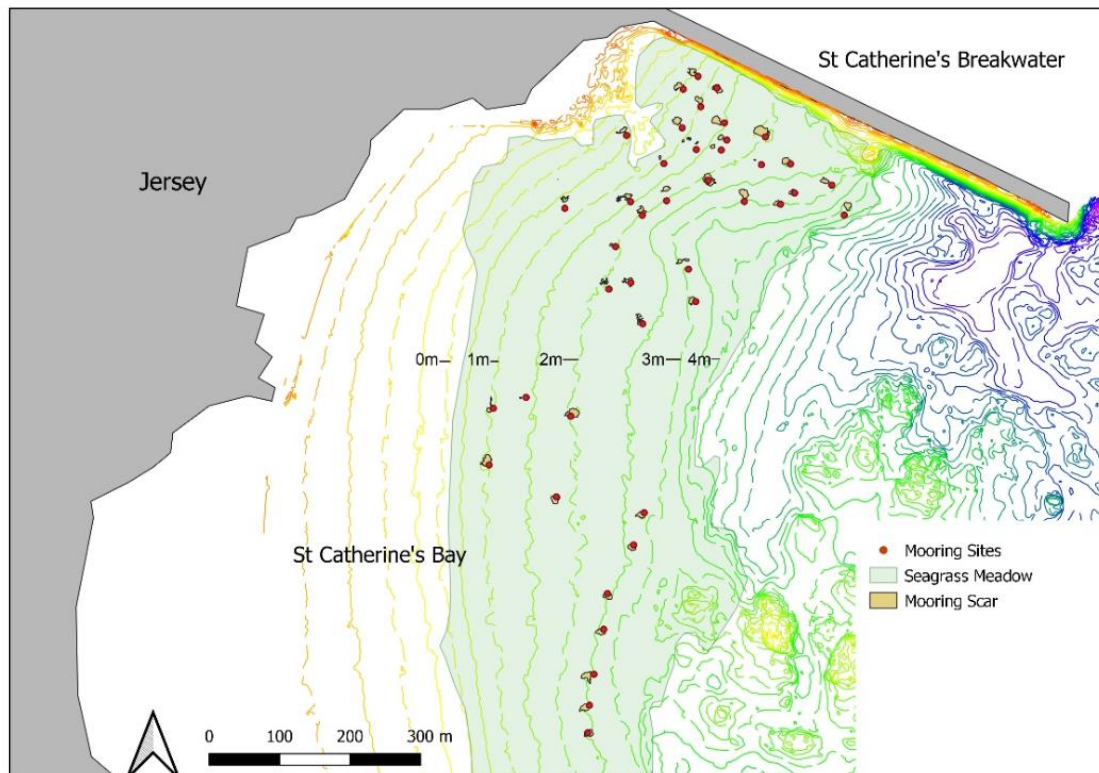 St Catherine's Breakwater
Jersey
0m
1m
2m
3m
4m
St Catherine's Bay
Mooring Sites
Seagrass Meadow
Mooring Scar
0 100 200 300 m